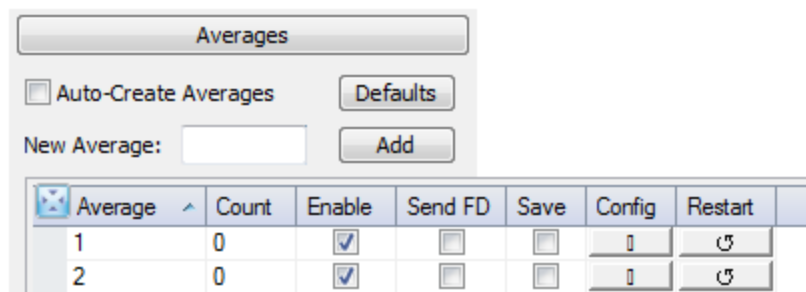 Averages
Auto-Create Averages Defaults
New Average: Add
Average Count Enable Send FD Save Config Restart
1 0
2 0